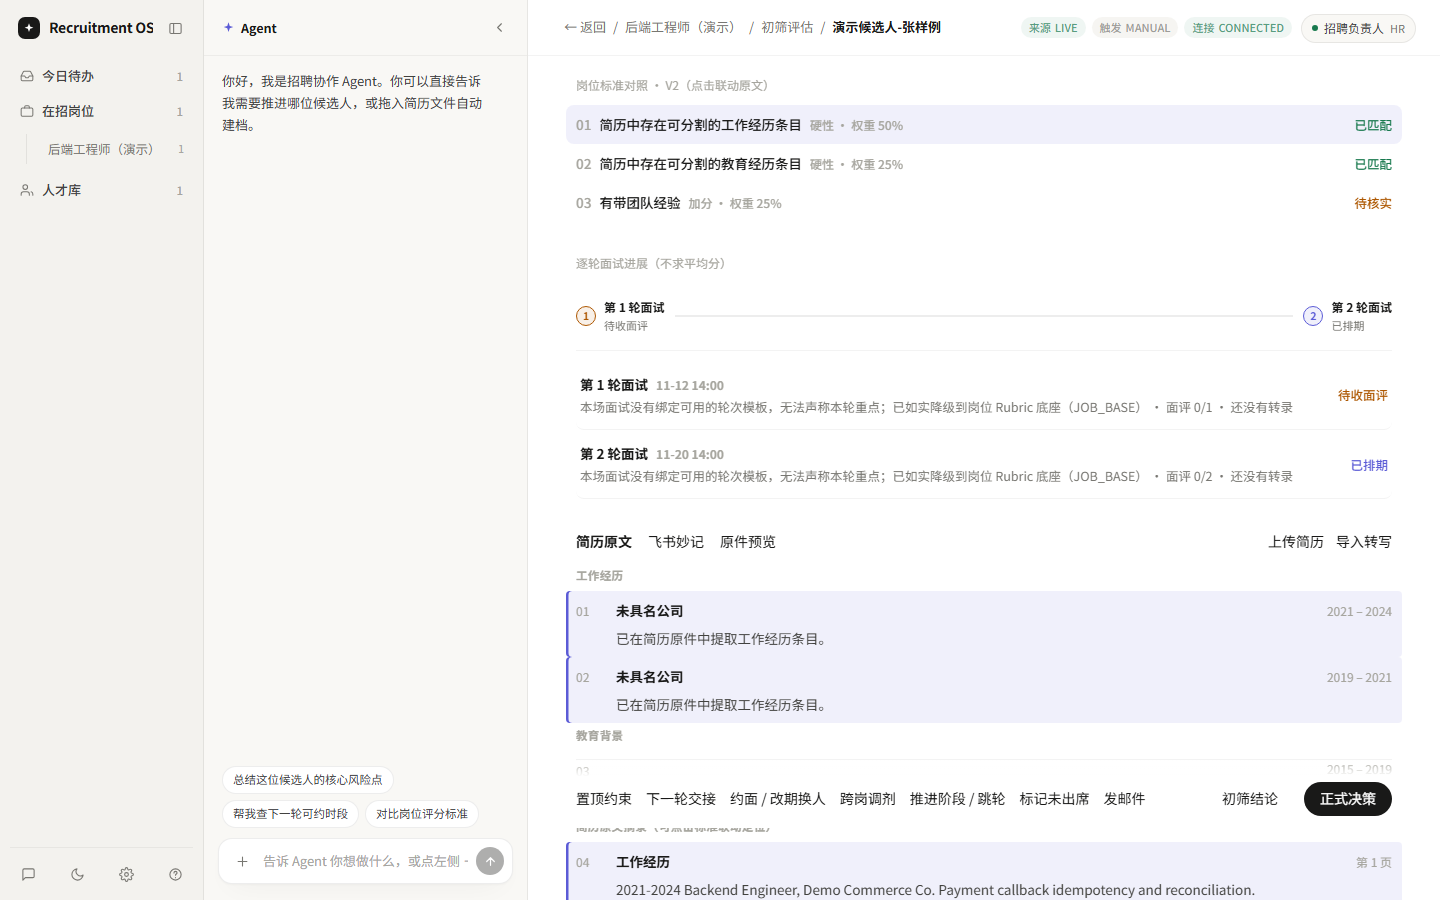 Recruitment OS
今日待办 1
在招岗位 1
后端工程师（演示） 1
人才库 1
Agent
你好，我是招聘协作 Agent。你可以直接告诉
我需要推进哪位候选人，或拖入简历文件自动
建档。
总结这位候选人的核心风险点
帮我查下一轮可约时段
对比岗位评分标准
告诉 Agent 你想做什么，或点左侧
← 返回 / 后端工程师（演示） / 初筛评估 / 演示候选人-张样例
来源 LIVE
触发 MANUAL
连接 CONNECTED
招聘负责人 HR
岗位标准对照 · V2（点击联动原文）
01 简历中存在可分割的工作经历条目 硬性 · 权重 50% 已匹配
02 简历中存在可分割的教育经历条目 硬性 · 权重 25% 已匹配
03 有带团队经验 加分 · 权重 25% 待核实
逐轮面试进展（不求平均分）
1 第 1 轮面试
待收面评
2 第 2 轮面试
已排期
第 1 轮面试 11-12 14:00
本场面试没有绑定可用的轮次模板，无法声称本轮重点；已如实降级到岗位 Rubric 底座（JOB_BASE） · 面评 0/1 · 还没有转录
待收面评
第 2 轮面试 11-20 14:00
本场面试没有绑定可用的轮次模板，无法声称本轮重点；已如实降级到岗位 Rubric 底座（JOB_BASE） · 面评 0/2 · 还没有转录
已排期
简历原文 飞书妙记 原件预览 上传简历 导入转写
工作经历
01 未具名公司 2021 – 2024
已在简历原件中提取工作经历条目。
02 未具名公司 2019 – 2021
已在简历原件中提取工作经历条目。
教育背景
03 2015 – 2019
置顶约束 下一轮交接 约面 / 改期换人 跨岗调剂 推进阶段 / 跳轮 标记未出席 发邮件 初筛结论 正式决策
简历原文摘录（可点击标准联动定位）
04 工作经历 第 1 页
2021-2024 Backend Engineer, Demo Commerce Co. Payment callback idempotency and reconciliation.